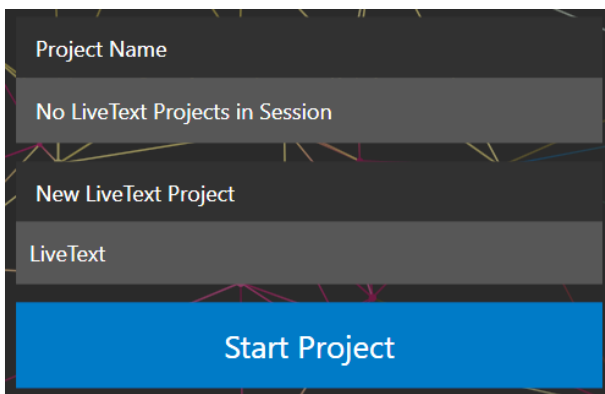 Project Name
No LiveText Projects in Session
New LiveText Project
LiveText
Start Project